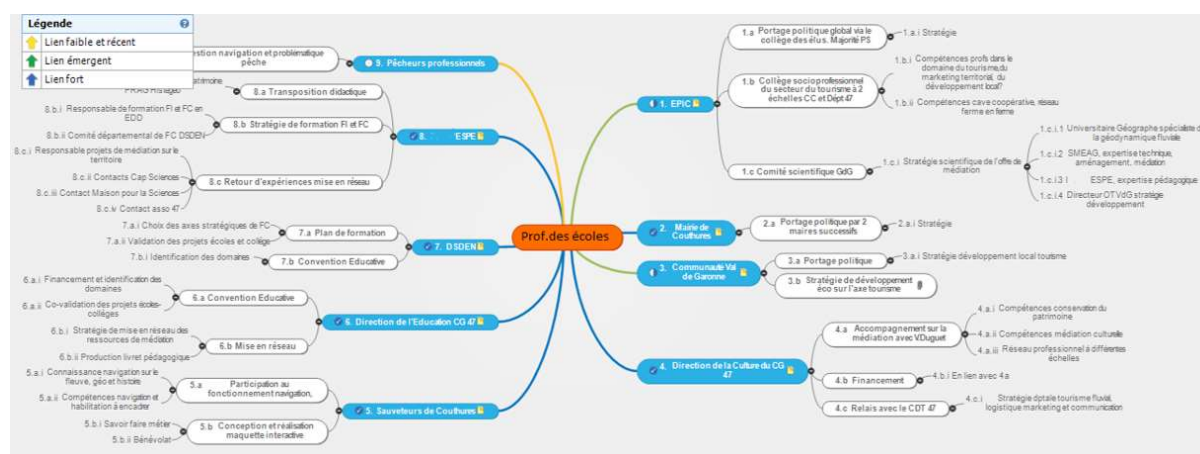 Légende
Lien faible et récent
Lien émergent
Lien fort
Prof.des écoles
1. EPIC
1.a Portage politique global via le
collège des élus. Majorité PS
1.a.i Stratégie
1.b Collège socioprofessionnel
du secteur du tourisme à 2
échelles CC et Dépt 47
1.b.i Compétences profs dans le
domaine du tourisme,du
marketing territorial, du
développement local?
1.b.ii Compétences cave coopérative, réseau
ferme en ferme
1.c Comité scientifique GdG
1.c.i Stratégie scientifique de l'offre de
médiation
1.c.i.1 Universitaire Géographe spécialiste d
la géodynamique fluviale
1.c.i.2 SMEAG, expertise technique,
aménagement, médiation
1.c.i.3 ESPE, expertise pédagogique
1.c.i.4 Directeur OT VdG stratège
développement
2. Mairie de
Couthures
2.a Portage politique par 2
maires successifs
2.a.i Stratégie
3. Communauté Val
de Garonne
3.a Portage politique
3.a.i Stratégie développement local tourisme
3.b Stratégie de développement
éco sur l'axe tourisme
4. Direction de la Culture du CG
47
4.a Accompagnement sur la
médiation avec V.Duguet
4.a.i Compétences conservation du
patrimoine
4.a.ii Compétences médiation culturelle
4.a.iii Réseau professionnel à différentes
échelles
4.b Financement
4.b.i En lien avec 4a
4.c Relais avec le CDT 47
4.c.i Stratégie dptale tourisme fluvial,
logistique marketing et communication
5. Sauveteurs de Couthures
5.a Participation au
fonctionnement navigation,
5.a.i Connaissance navigation sur le
fleuve, géo et histoire
5.a.ii Compétences navigation et
habilitation à encadrer
5.b Conception et réalisation
maquette interactive
5.b.i Savoir faire métier
5.b.ii Bénévolat
6. Direction de l'Education CG 47
6.a Convention Educative
6.a.i Financement et identification des
domaines
6.a.ii Co-validation des projets écoles-
collèges
6.b Mise en réseau
6.b.i Stratégie de mise en réseau des
ressources de médiation
6.b.ii Production livret pédagogique
7. DSDEN
7.a Plan de formation
7.a.i Choix des axes stratégiques de FC
7.a.ii Validation des projets écoles et collège
7.b Convention Educative
7.b.i Identification des domaines
8. ESPE
8.a Transposition didactique
PRAG HistGéo
8.b Stratégie de formation FI et FC
8.b.i Responsable de formation FI et FC en
EDD
8.b.ii Comité départemental de FC DSDEN
8.c Retour d'expériences mise en réseau
8.c.i Responsable projets de médiation sur le
territoire
8.c.ii Contacts Cap Sciences
8.c.iii Contact Maison pour la Sciences
8.c.iv Contact asso 47
9. Pêcheurs professionnels
stion navigation et problématique
pêche